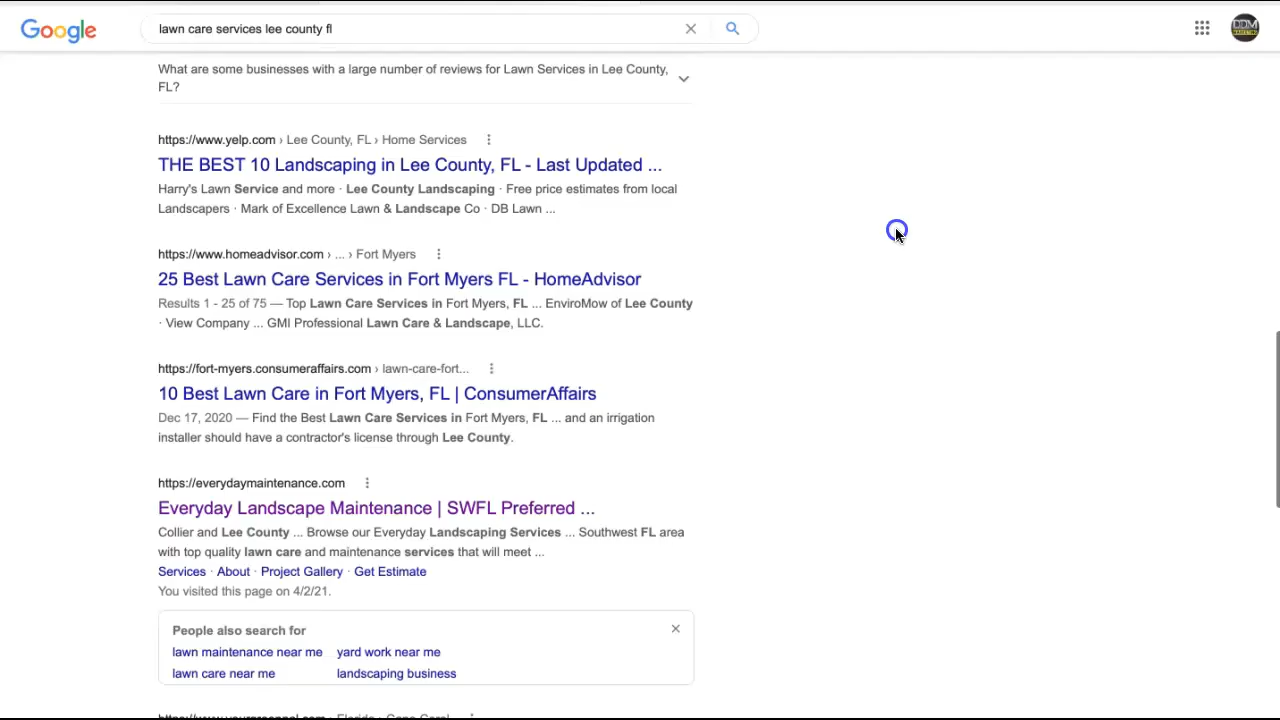 Google
lawn care services lee county fl
DDM
What are some businesses with a large number of reviews for Lawn Services in Lee County,
FL?
https://www.yelp.com › Lee County, FL › Home Services
THE BEST 10 Landscaping in Lee County, FL - Last Updated ...
Harry's Lawn Service and more · Lee County Landscaping · Free price estimates from local
Landscapers · Mark of Excellence Lawn & Landscape Co · DB Lawn ...
https://www.homeadvisor.com › ... › Fort Myers
25 Best Lawn Care Services in Fort Myers FL - HomeAdvisor
Results 1 - 25 of 75 — Top Lawn Care Services in Fort Myers, FL ... EnviroMow of Lee County
· View Company ... GMI Professional Lawn Care & Landscape, LLC.
https://fort-myers.consumeraffairs.com › lawn-care-fort...
10 Best Lawn Care in Fort Myers, FL | ConsumerAffairs
Dec 17, 2020 — Find the Best Lawn Care Services in Fort Myers, FL ... and an irrigation
installer should have a contractor's license through Lee County.
https://everydaymaintenance.com
Everyday Landscape Maintenance | SWFL Preferred ...
Collier and Lee County ... Browse our Everyday Landscaping Services ... Southwest FL area
with top quality lawn care and maintenance services that will meet ...
Services · About · Project Gallery · Get Estimate
You visited this page on 4/2/21.
People also search for
lawn maintenance near me yard work near me
lawn care near me landscaping business